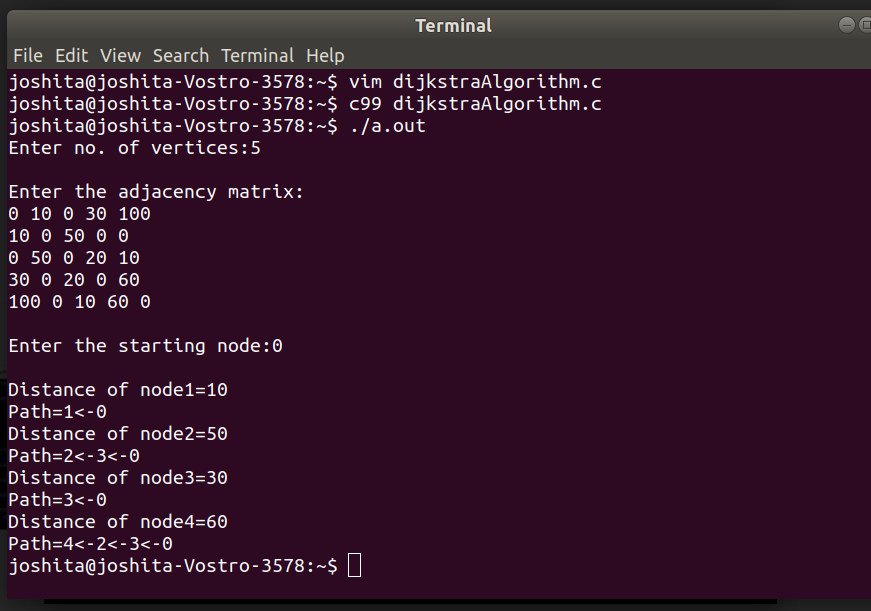 Terminal
File Edit View Search Terminal Help
joshita@joshita-Vostro-3578:~$ vim dijkstraAlgorithm.c
joshita@joshita-Vostro-3578:~$ c99 dijkstraAlgorithm.c
joshita@joshita-Vostro-3578:~$ ./a.out
Enter no. of vertices:5
Enter the adjacency matrix:
0 10 0 30 100
10 0 50 0 0
0 50 0 20 10
30 0 20 0 60
100 0 10 60 0
Enter the starting node:0
Distance of node1=10
Path=1<-0
Distance of node2=50
Path=2<-3<-0
Distance of node3=30
Path=3<-0
Distance of node4=60
Path=4<-2<-3<-0
joshita@joshita-Vostro-3578:~$